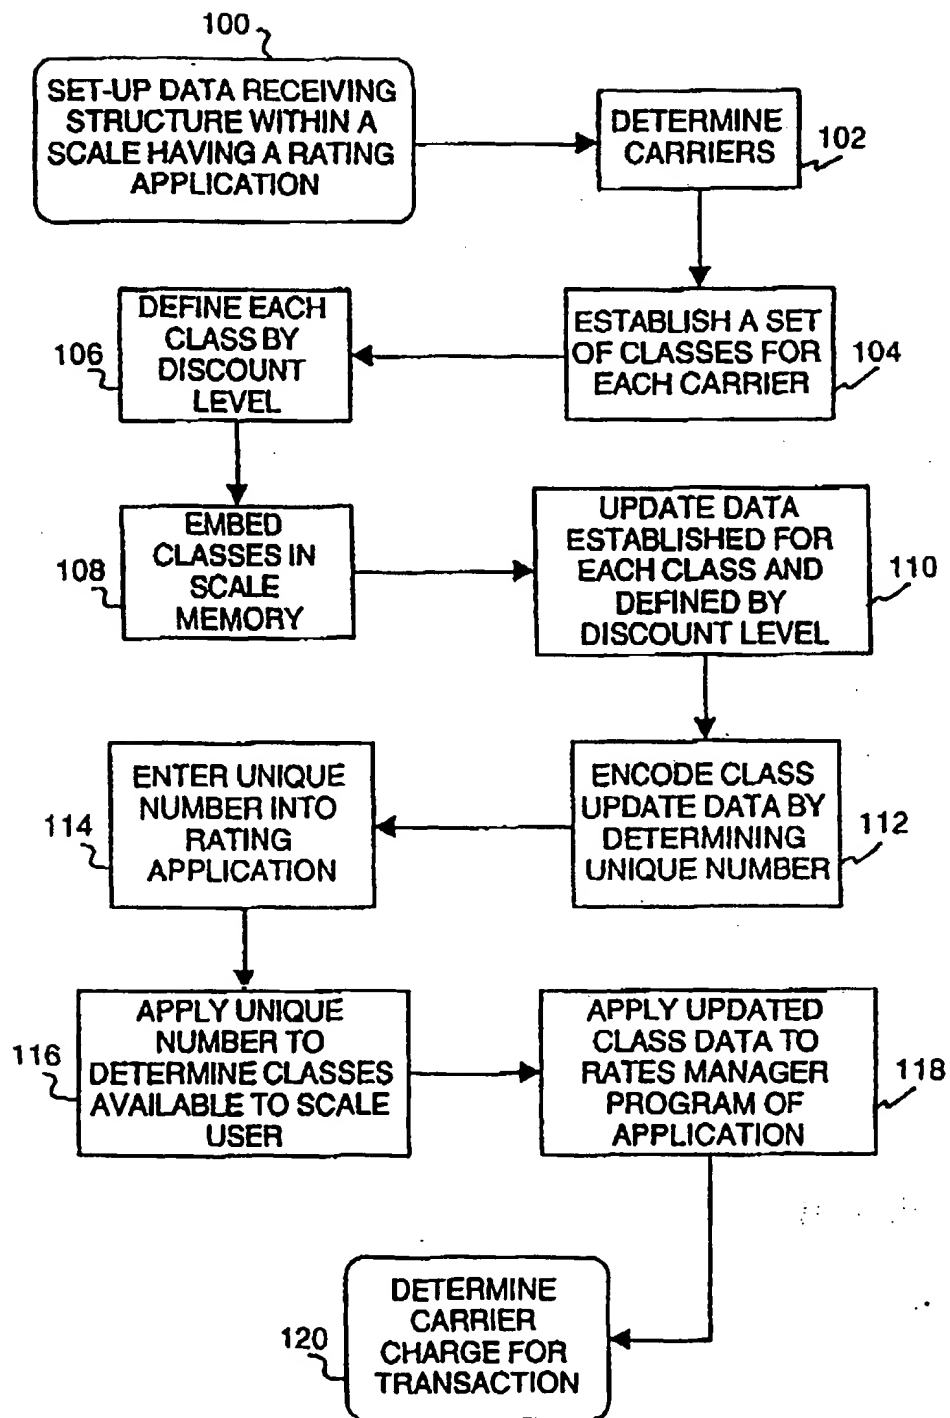 100
SET-UP DATA RECEIVING
STRUCTURE WITHIN A
SCALE HAVING A RATING
APPLICATION
DETERMINE
CARRIERS
102
ESTABLISH A SET
OF CLASSES FOR
EACH CARRIER
104
DEFINE EACH
CLASS BY
DISCOUNT
LEVEL
106
EMBED
CLASSES IN
SCALE
MEMORY
108
UPDATE DATA
ESTABLISHED FOR
EACH CLASS AND
DEFINED BY
DISCOUNT LEVEL
110
ENCODE CLASS
UPDATE DATA BY
DETERMINING
UNIQUE NUMBER
112
ENTER UNIQUE
NUMBER INTO
RATING
APPLICATION
114
APPLY UNIQUE
NUMBER TO
DETERMINE CLASSES
AVAILABLE TO SCALE
USER
116
APPLY UPDATED
CLASS DATA TO
RATES MANAGER
PROGRAM OF
APPLICATION
118
DETERMINE
CARRIER
CHARGE FOR
TRANSACTION
120